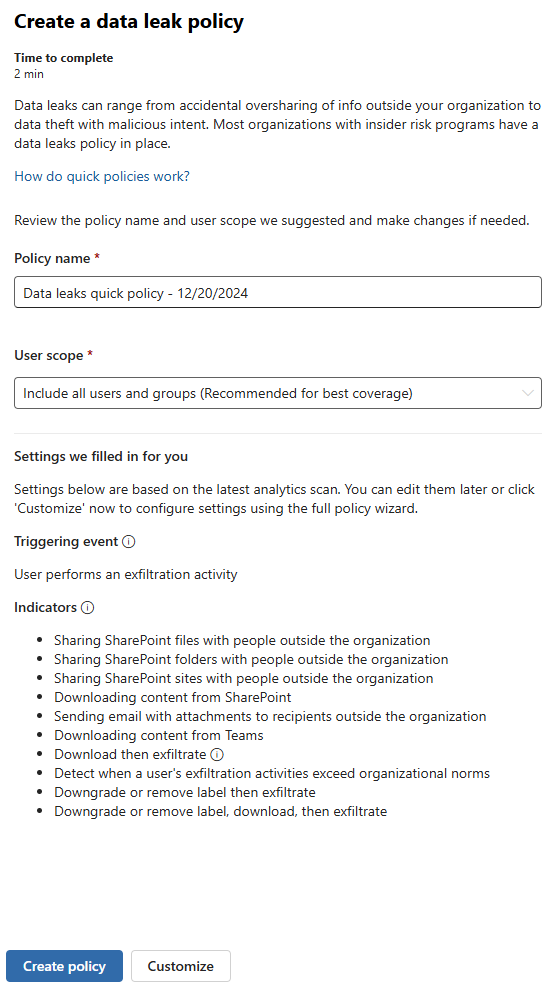 Create a data leak policy
Time to complete
2 min
Data leaks can range from accidental oversharing of info outside your organization to
data theft with malicious intent. Most organizations with insider risk programs have a
data leaks policy in place.
How do quick policies work?
Review the policy name and user scope we suggested and make changes if needed.
Policy name *
Data leaks quick policy - 12/20/2024
User scope *
Include all users and groups (Recommended for best coverage)
Settings we filled in for you
Settings below are based on the latest analytics scan. You can edit them later or click
'Customize' now to configure settings using the full policy wizard.
Triggering event
User performs an exfiltration activity
Indicators
• Sharing SharePoint files with people outside the organization
• Sharing SharePoint folders with people outside the organization
• Sharing SharePoint sites with people outside the organization
• Downloading content from SharePoint
• Sending email with attachments to recipients outside the organization
• Downloading content from Teams
• Download then exfiltrate
• Detect when a user's exfiltration activities exceed organizational norms
• Downgrade or remove label then exfiltrate
• Downgrade or remove label, download, then exfiltrate
Create policy
Customize